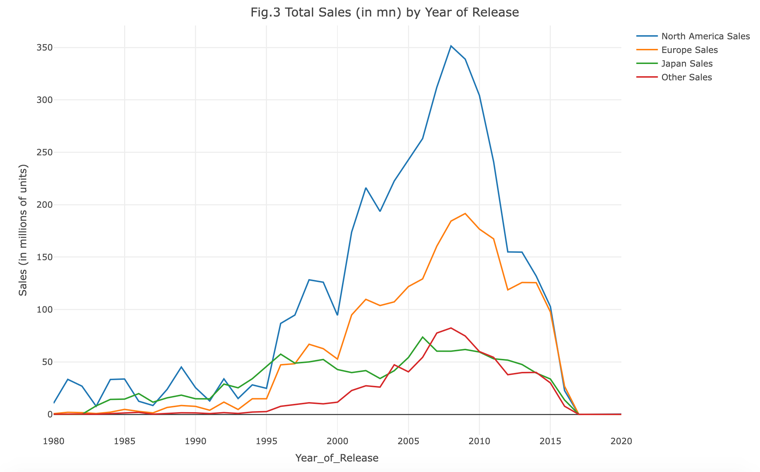 Fig.3 Total Sales (in mn) by Year of Release
North America Sales
Europe Sales
Japan Sales
Other Sales
Sales (in millions of units)
350
300
250
200
150
100
50
0
1980 1985 1990 1995 2000 2005 2010 2015 2020
Year_of_Release